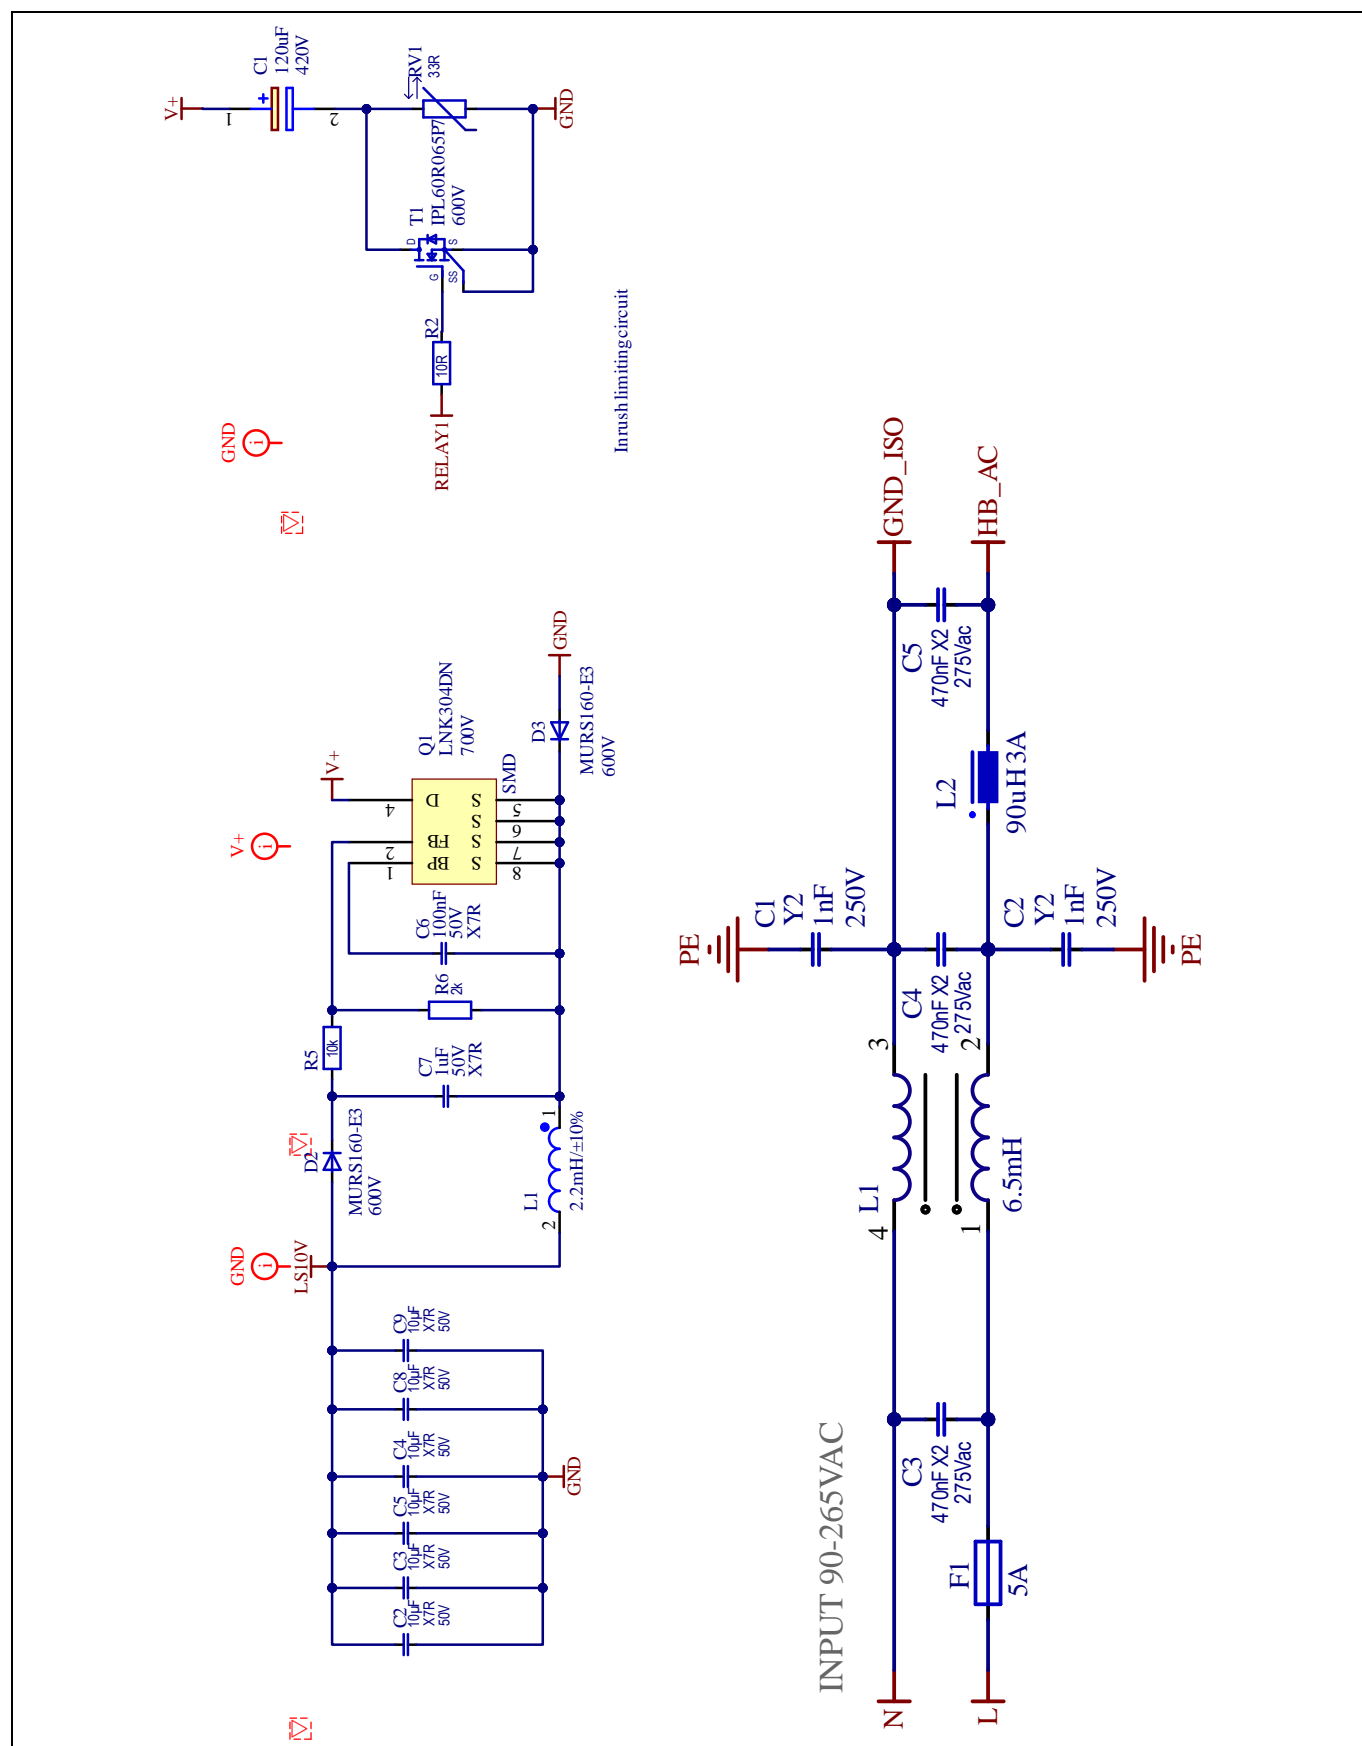 C1
120uF
420V
V+
1
2
RV1
33R
GND
T1
IPL60R065P7
600V
D
S
G
SS
R2
10R
RELAY1
Inrush limiting circuit
GND
i
V+
i
V+
Q1
LNK304DN
700V
SMD
4
D
2
FB
1
BP
S
5
S
6
S
7
S
8
D3
MURS160-E3
600V
GND
C6
100nF
50V
X7R
R6
2k
R5
10k
C7
1uF
50V
X7R
D2
MURS160-E3
600V
L1
2.2mH/±10%
1
2
GND
i
LS10V
C9
10µF
X7R
50V
C8
10µF
X7R
50V
C4
10µF
X7R
50V
C5
10µF
X7R
50V
C3
10µF
X7R
50V
C2
10µF
X7R
50V
GND
INPUT 90-265VAC
N
L
F1
5A
C3
470nF X2
275Vac
L1
6.5mH
4
3
1
2
C4
470nF X2
275Vac
PE
C1
Y2
1nF
250V
C2
Y2
1nF
250V
PE
L2
90uH 3A
C5
470nF X2
275Vac
GND_ISO
HB_AC